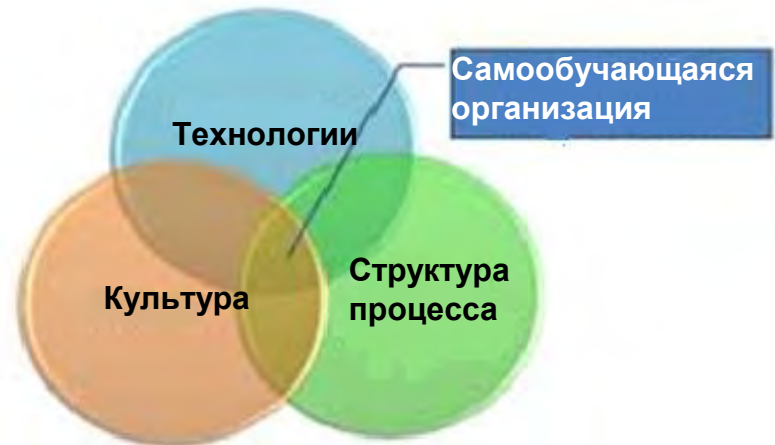 Самообучающаяся
организация
Технологии
Структура
процесса
Культура